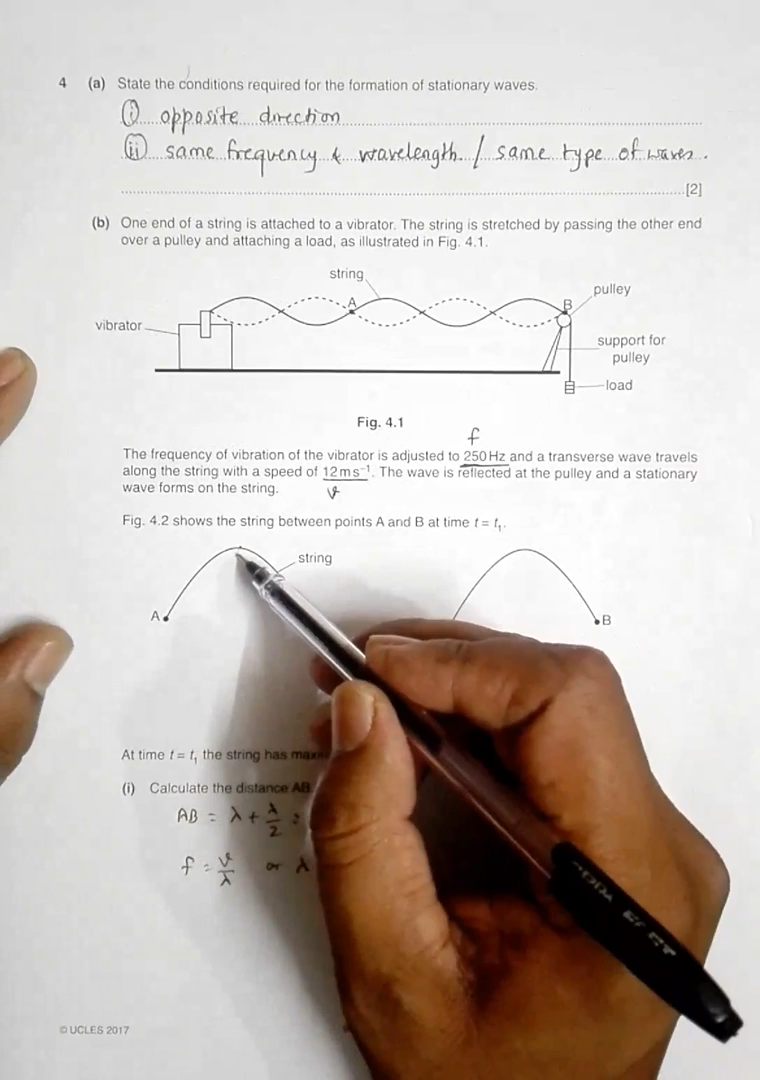 4 (a) State the conditions required for the formation of stationary waves.
(i) opposite direction
(ii) same frequency & wavelength / same type of waves.
[2]
(b) One end of a string is attached to a vibrator. The string is stretched by passing the other end
over a pulley and attaching a load, as illustrated in Fig. 4.1.
string
A
B
pulley
vibrator
support for
pulley
load
Fig. 4.1
f
The frequency of vibration of the vibrator is adjusted to 250 Hz and a transverse wave travels
along the string with a speed of 12 m s⁻¹. The wave is reflected at the pulley and a stationary
wave forms on the string.
v
Fig. 4.2 shows the string between points A and B at time t = t₁.
string
A
B
At time t = t₁ the string has
(i) Calculate the distance AB.
AB = λ + λ/2 =
f = v/λ or λ
© UCLES 2017